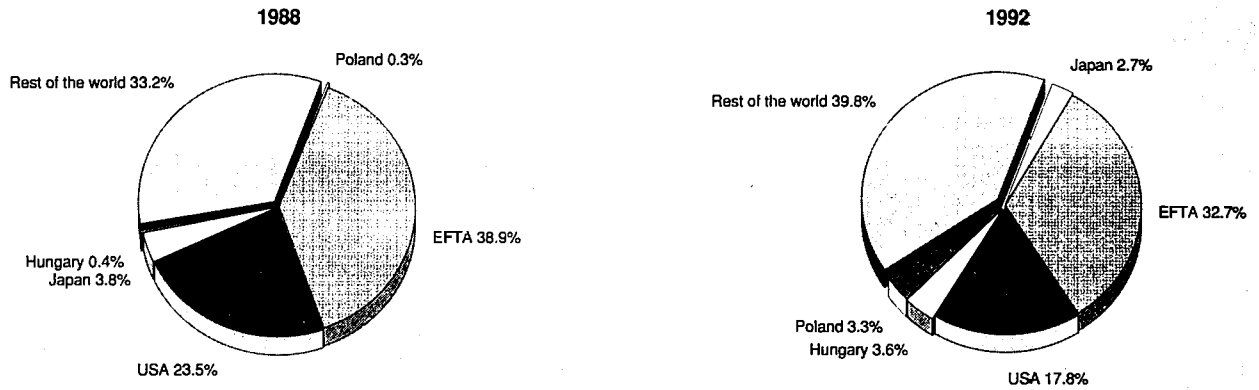 1988
Poland 0.3%
Rest of the world 33.2%
EFTA 38.9%
Hungary 0.4%
Japan 3.8%
USA 23.5%
1992
Japan 2.7%
Rest of the world 39.8%
EFTA 32.7%
Poland 3.3%
Hungary 3.6%
USA 17.8%